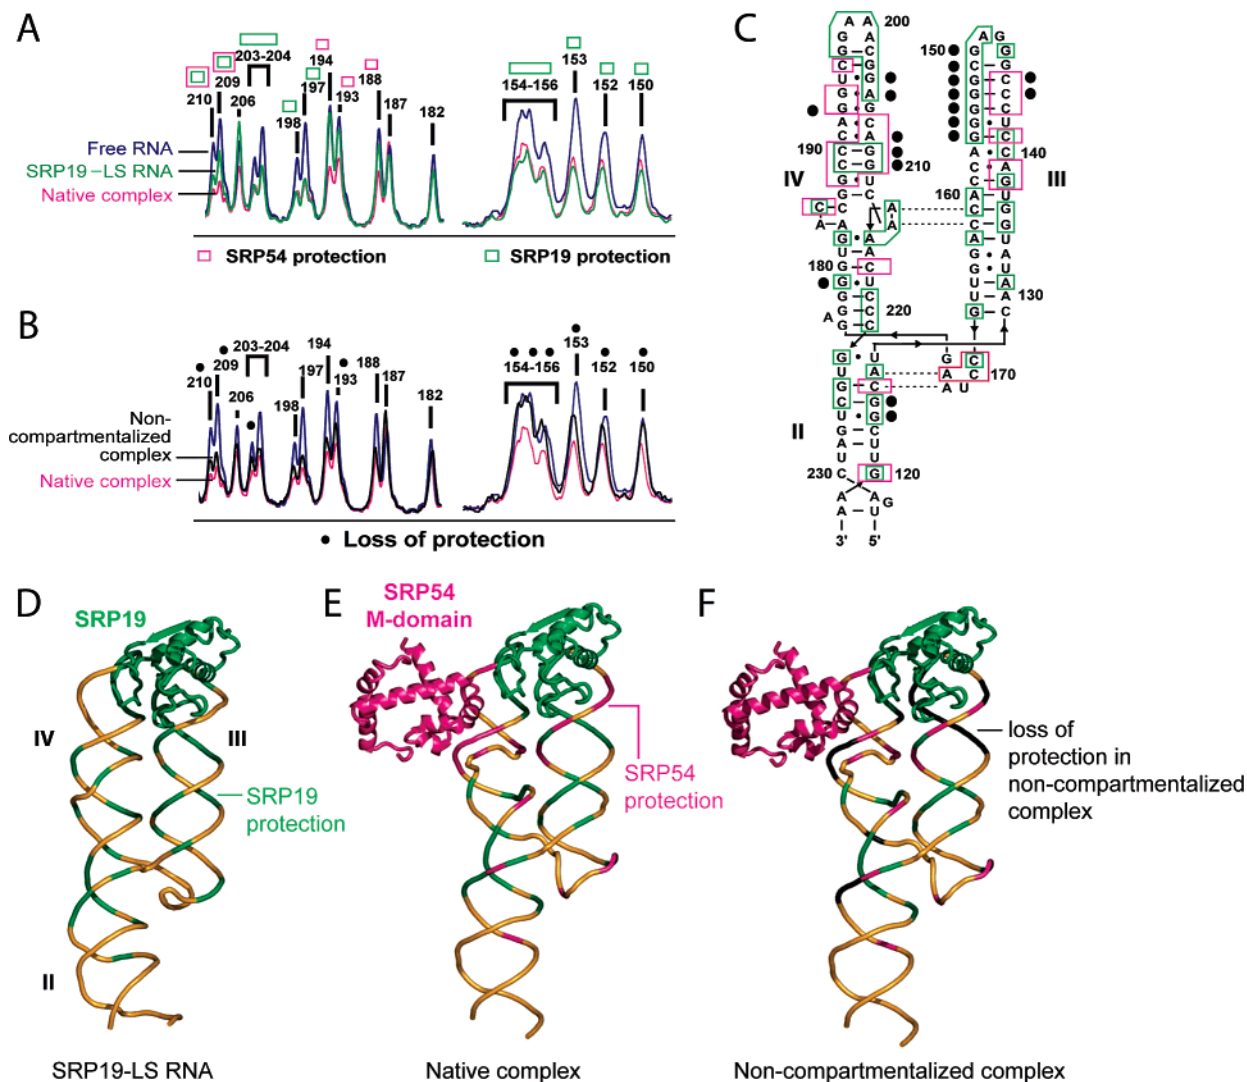 A
203-204
194
188
153
209
210
206
197
193
198
187
182
154-156
152
150
Free RNA
SRP19–LS RNA
Native complex
SRP54 protection
SRP19 protection
B
203-204
194
153
209
210
206
197
193
188
187
198
182
154-156
152
150
Non-
compartmentalized
complex
Native complex
Loss of protection
C
200
150
190
210
140
IV
III
160
180
130
220
170
II
230
120
3'
5'
D
SRP19
IV
III
SRP19
protection
II
SRP19-LS RNA
E
SRP54
M-domain
SRP54
protection
Native complex
F
loss of
protection in
non-compartmentalized
complex
Non-compartmentalized complex